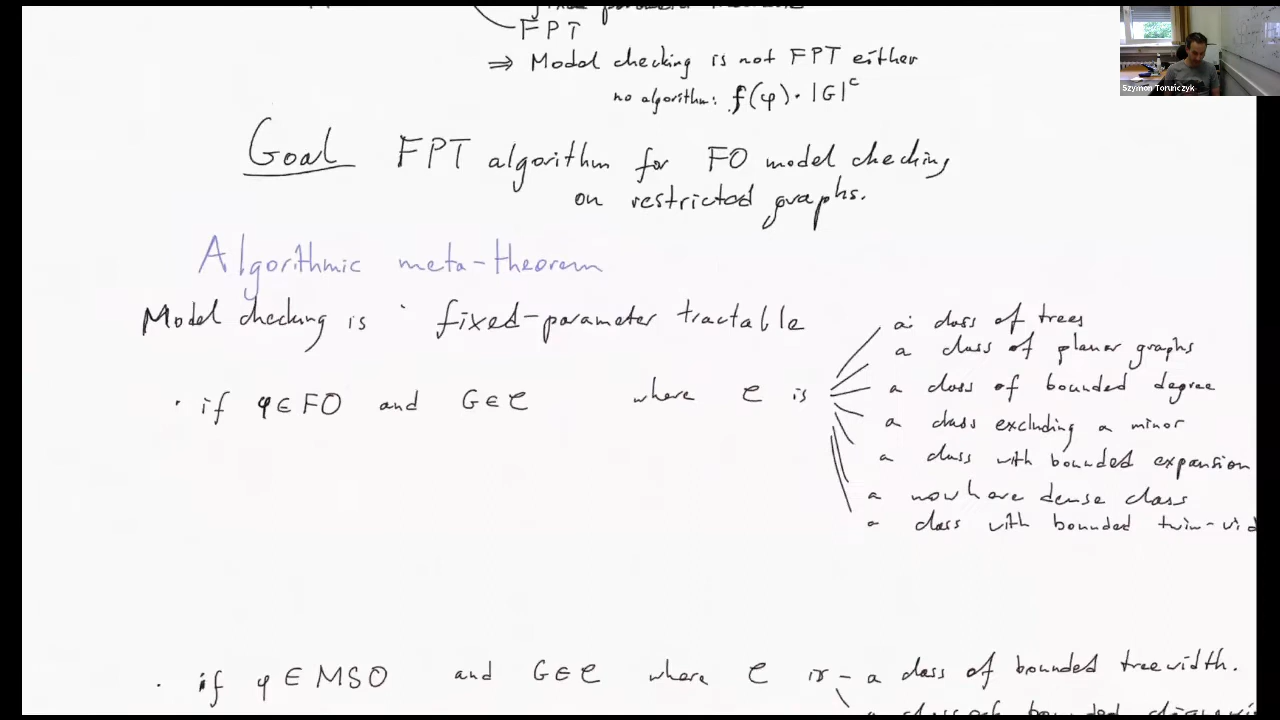 FPT
⇒ Model checking is not FPT either
no algorithm: f(φ)·|G|^c
Goal FPT algorithm for FO model checking
on restricted graphs.
Algorithmic meta-theorem
Model checking is fixed-parameter tractable
· if φ∈FO and G∈C where C is
a class of trees
a class of planar graphs
a class of bounded degree
a class excluding a minor
a class with bounded expansion
a nowhere dense class
a class with bounded twin-wid
· if φ∈MSO and G∈C where C is - a class of bounded treewidth.
Szymon Toruńczyk